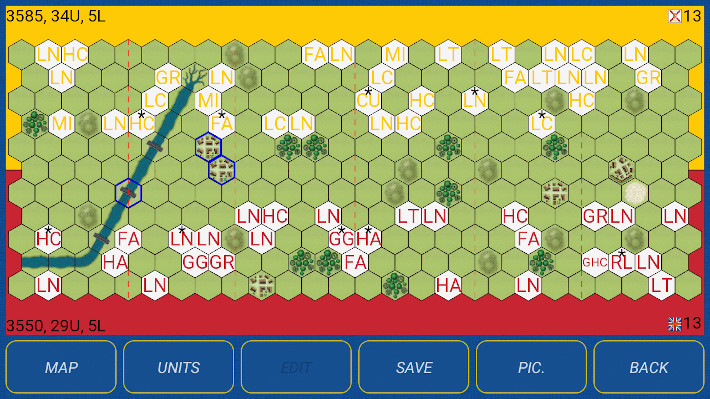 3585, 34U, 5L 13
LN HC FA LN MI LT LT LN LC LN
LN GR LN LC FA LT LN LN GR
LC MI CU * HC LN * HC
MI LN HC * FA * LC LN LN HC LC *
LN HC LN LT LN HC GR LN LN
HC * FA LN * LN LN GG * HA * FA
HA GG GR FA GHC RL * LN
LN LN HA LN LT
3550, 29U, 5L 13
MAP UNITS EDIT SAVE PIC. BACK